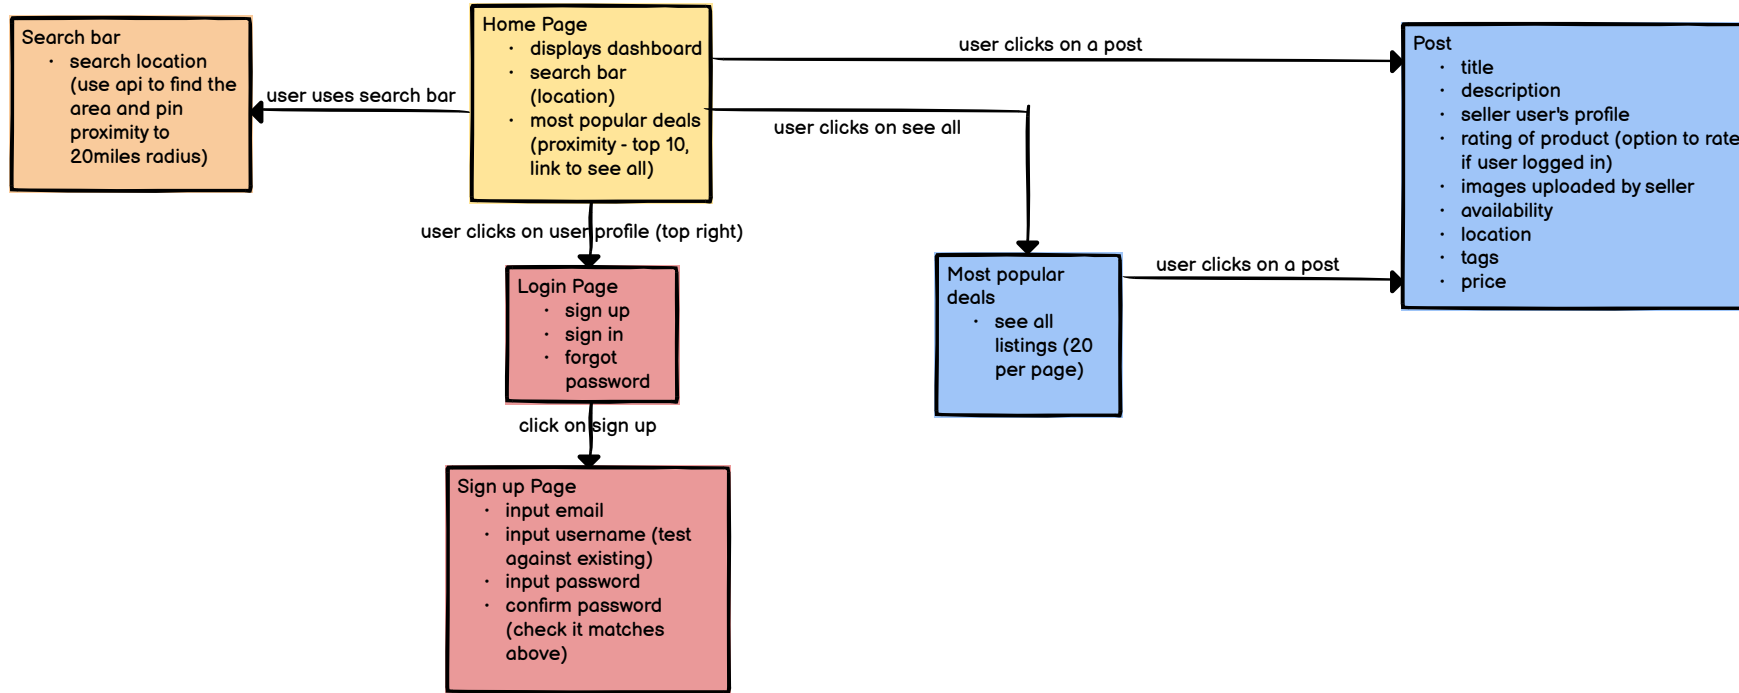 Search bar
· search location
(use api to find the
area and pin
proximity to
20miles radius)
user uses search bar
Home Page
· displays dashboard
· search bar
(location)
· most popular deals
(proximity - top 10,
link to see all)
user clicks on a post
user clicks on see all
Post
· title
· description
· seller user's profile
· rating of product (option to rate
if user logged in)
· images uploaded by seller
· availability
· location
· tags
· price
user clicks on user profile (top right)
Login Page
· sign up
· sign in
· forgot
password
Most popular
deals
· see all
listings (20
per page)
user clicks on a post
click on sign up
Sign up Page
· input email
· input username (test
against existing)
· input password
· confirm password
(check it matches
above)